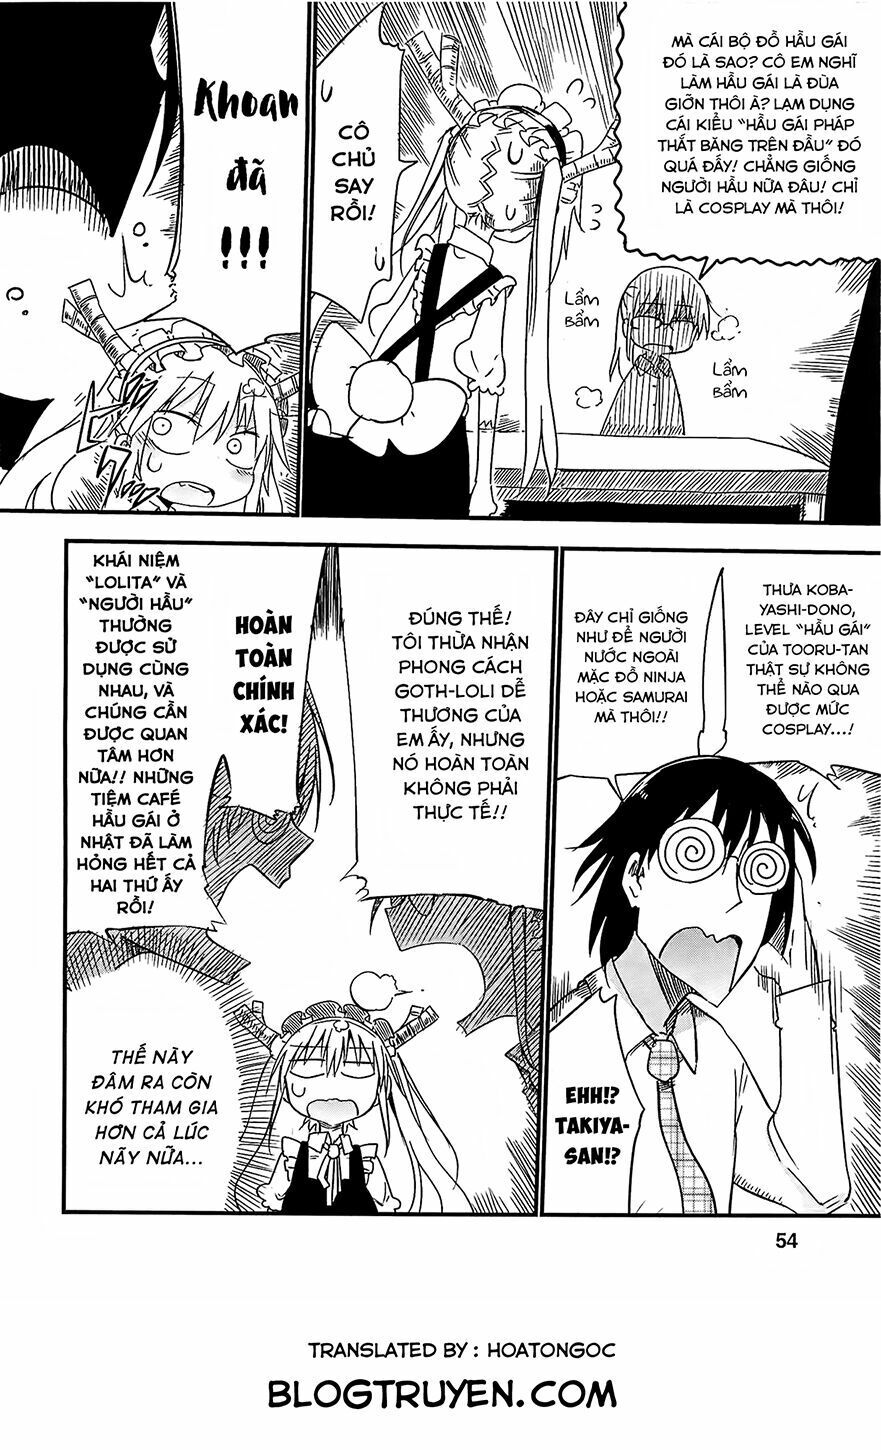 MÀ CÁI BỘ ĐỒ HẦU GÁI
ĐÓ LÀ SAO? CÔ EM NGHĨ
LÀM HẦU GÁI LÀ ĐÙA
GIỠN THÔI À? LẠM DỤNG
CÁI KIỂU "HẦU GÁI PHÁP
THẮT BĂNG TRÊN ĐẦU" ĐÓ
QUÁ ĐẤY! CHẲNG GIỐNG
NGƯỜI HẦU NỮA ĐÂU! CHỈ
LÀ COSPLAY MÀ THÔI!
LẨM
BẨM
LẨM
BẨM
CÔ
CHỦ
SAY
RỒI!
Khoan
đã
!!!
THƯA KOBA-
YASHI-DONO,
LEVEL "HẦU GÁI"
CỦA TOORU-TAN
THẬT SỰ KHÔNG
THỂ NÀO QUA
ĐƯỢC MỨC
COSPLAY...!
ĐÂY CHỈ GIỐNG
NHƯ ĐỂ NGƯỜI
NƯỚC NGOÀI
MẶC ĐỒ NINJA
HOẶC SAMURAI
MÀ THÔI!!
EHH!?
TAKIYA-
SAN!?
ĐÚNG THẾ!
TÔI THỪA NHẬN
PHONG CÁCH
GOTH-LOLI DỄ
THƯƠNG CỦA
EM ẤY, NHƯNG
NÓ HOÀN TOÀN
KHÔNG PHẢI
THỰC TẾ!!
HOÀN
TOÀN
CHÍNH
XÁC!
KHÁI NIỆM
"LOLITA" VÀ
"NGƯỜI HẦU"
THƯỜNG
ĐƯỢC SỬ
DỤNG CÙNG
NHAU, VÀ
CHÚNG CẦN
ĐƯỢC QUAN
TÂM HƠN
NỮA!! NHỮNG
TIỆM CAFÉ
HẦU GÁI Ở
NHẬT ĐÃ LÀM
HỎNG HẾT CẢ
HAI THỨ ẤY
RỒI!
THẾ NÀY
ĐÂM RA CÒN
KHÓ THAM GIA
HƠN CẢ LÚC
NÃY NỮA...
54
TRANSLATED BY : HOATONGOC
BLOGTRUYEN.COM